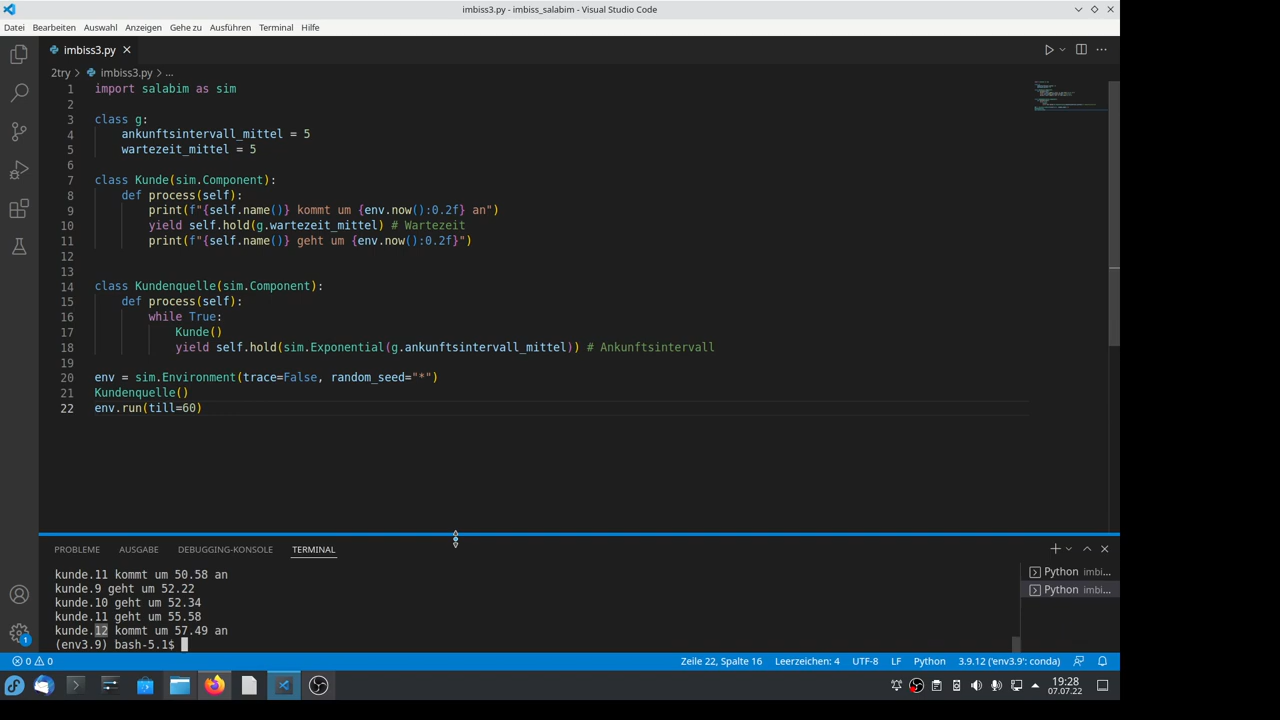 imbiss3.py - imbiss_salabim - Visual Studio Code
Datei Bearbeiten Auswahl Anzeigen Gehe zu Ausführen Terminal Hilfe
imbiss3.py
2try > imbiss3.py > ...
1 import salabim as sim
2
3 class g:
4     ankunftsintervall_mittel = 5
5     wartezeit_mittel = 5
6
7 class Kunde(sim.Component):
8     def process(self):
9         print(f"{self.name()} kommt um {env.now():0.2f} an")
10         yield self.hold(g.wartezeit_mittel) # Wartezeit
11         print(f"{self.name()} geht um {env.now():0.2f}")
12
13
14 class Kundenquelle(sim.Component):
15     def process(self):
16         while True:
17             Kunde()
18             yield self.hold(sim.Exponential(g.ankunftsintervall_mittel)) # Ankunftsintervall
19
20 env = sim.Environment(trace=False, random_seed="*")
21 Kundenquelle()
22 env.run(till=60)
PROBLEME AUSGABE DEBUGGING-KONSOLE TERMINAL
kunde.11 kommt um 50.58 an
kunde.9 geht um 52.22
kunde.10 geht um 52.34
kunde.11 geht um 55.58
kunde.12 kommt um 57.49 an
(env3.9) bash-5.1$
Python imbi...
Python imbi...
1
0 0 Zeile 22, Spalte 16 Leerzeichen: 4 UTF-8 LF Python 3.9.12 ('env3.9': conda)
19:28
07.07.22